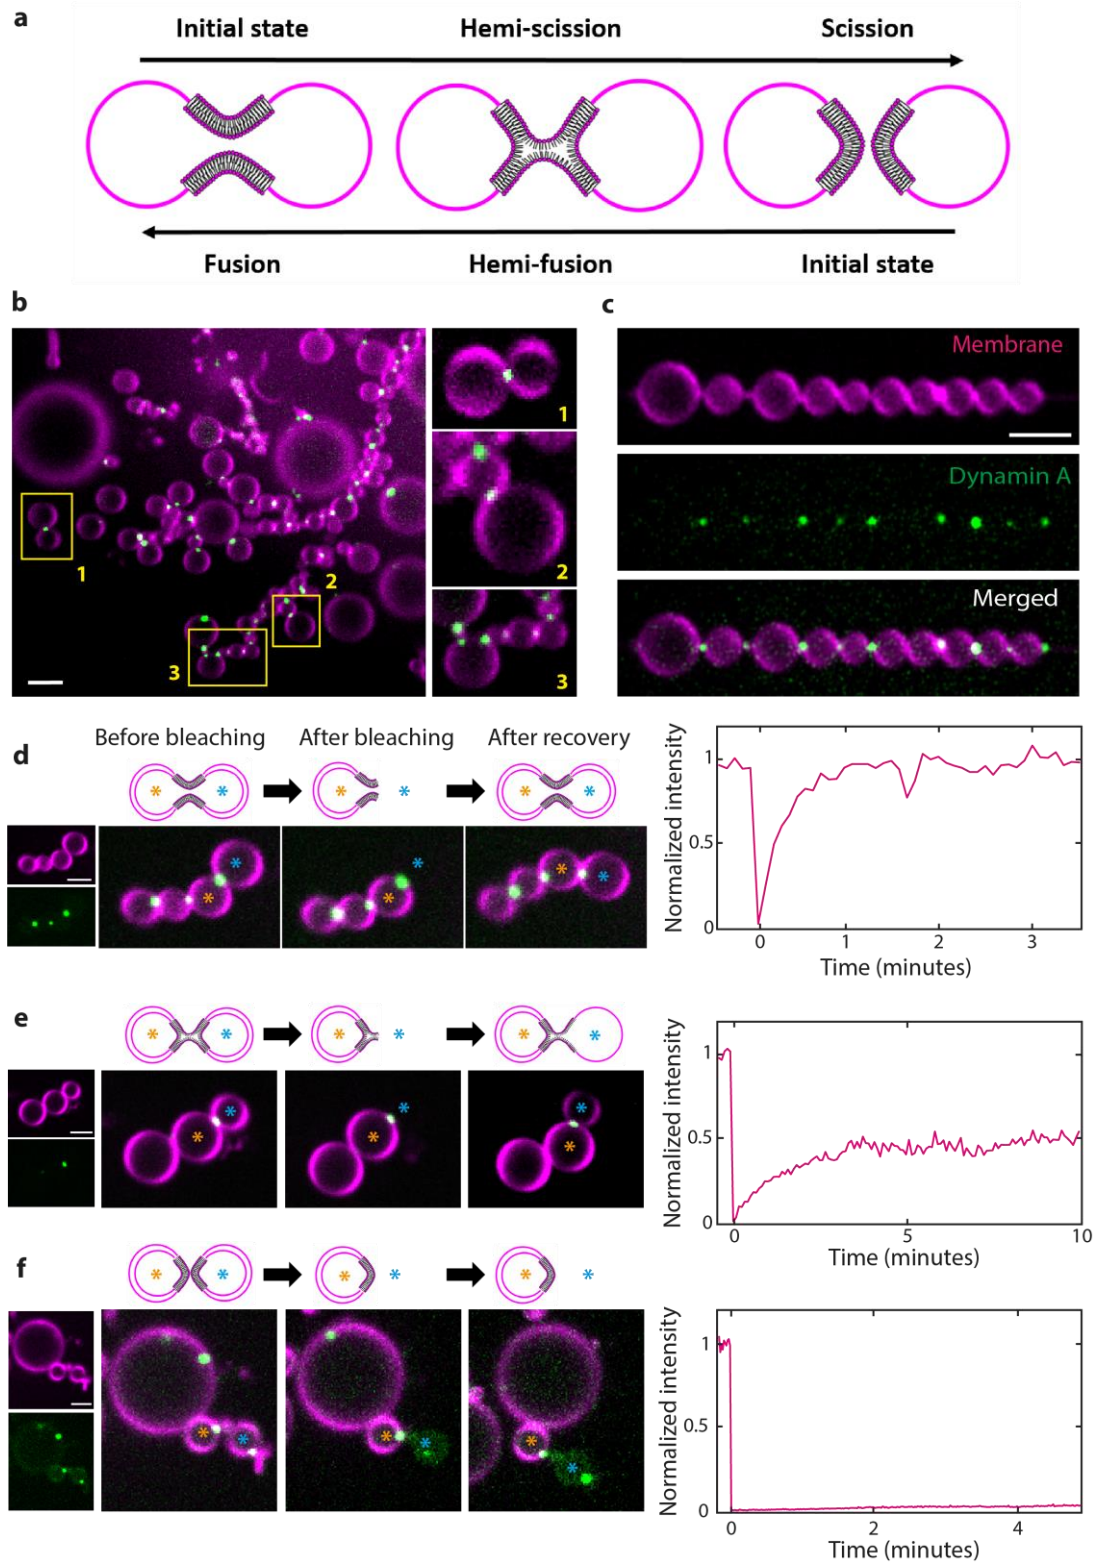 a
Initial state Hemi-scission Scission
Fusion Hemi-fusion Initial state
b
1
2
3
1
2
3
c
Membrane
Dynamin A
Merged
d
Before bleaching After bleaching After recovery
* * * * *
* * * * *
Normalized intensity
1
0.5
0
0 1 2 3
Time (minutes)
e
* * * * * *
* * * * *
Normalized intensity
1
0.5
0
0 5 10
Time (minutes)
f
* * * * * *
* * * * * *
Normalized intensity
1
0.5
0
0 2 4
Time (minutes)